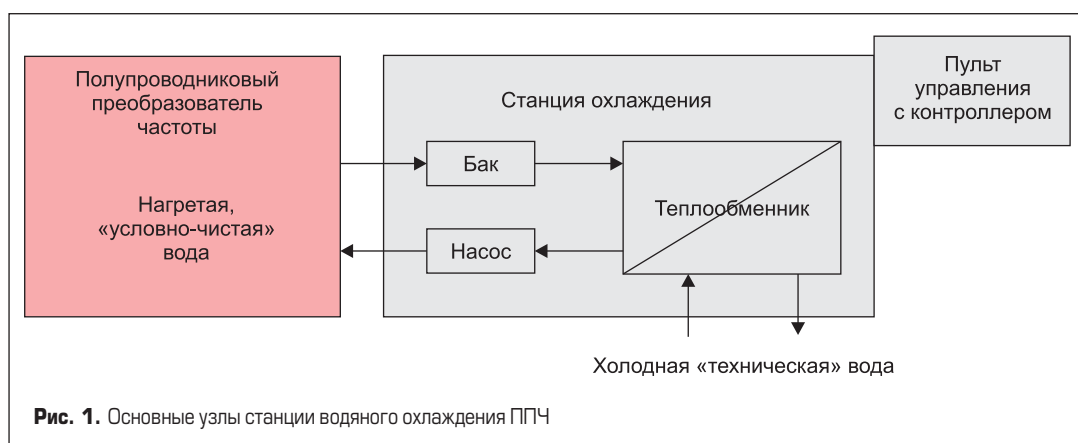 Полупроводниковый
преобразователь
частоты
Нагретая,
«условно-чистая»
вода
Станция охлаждения
Бак
Насос
Теплообменник
Пульт
управления
с контроллером
Холодная «техническая» вода
Рис. 1. Основные узлы станции водяного охлаждения ППЧ